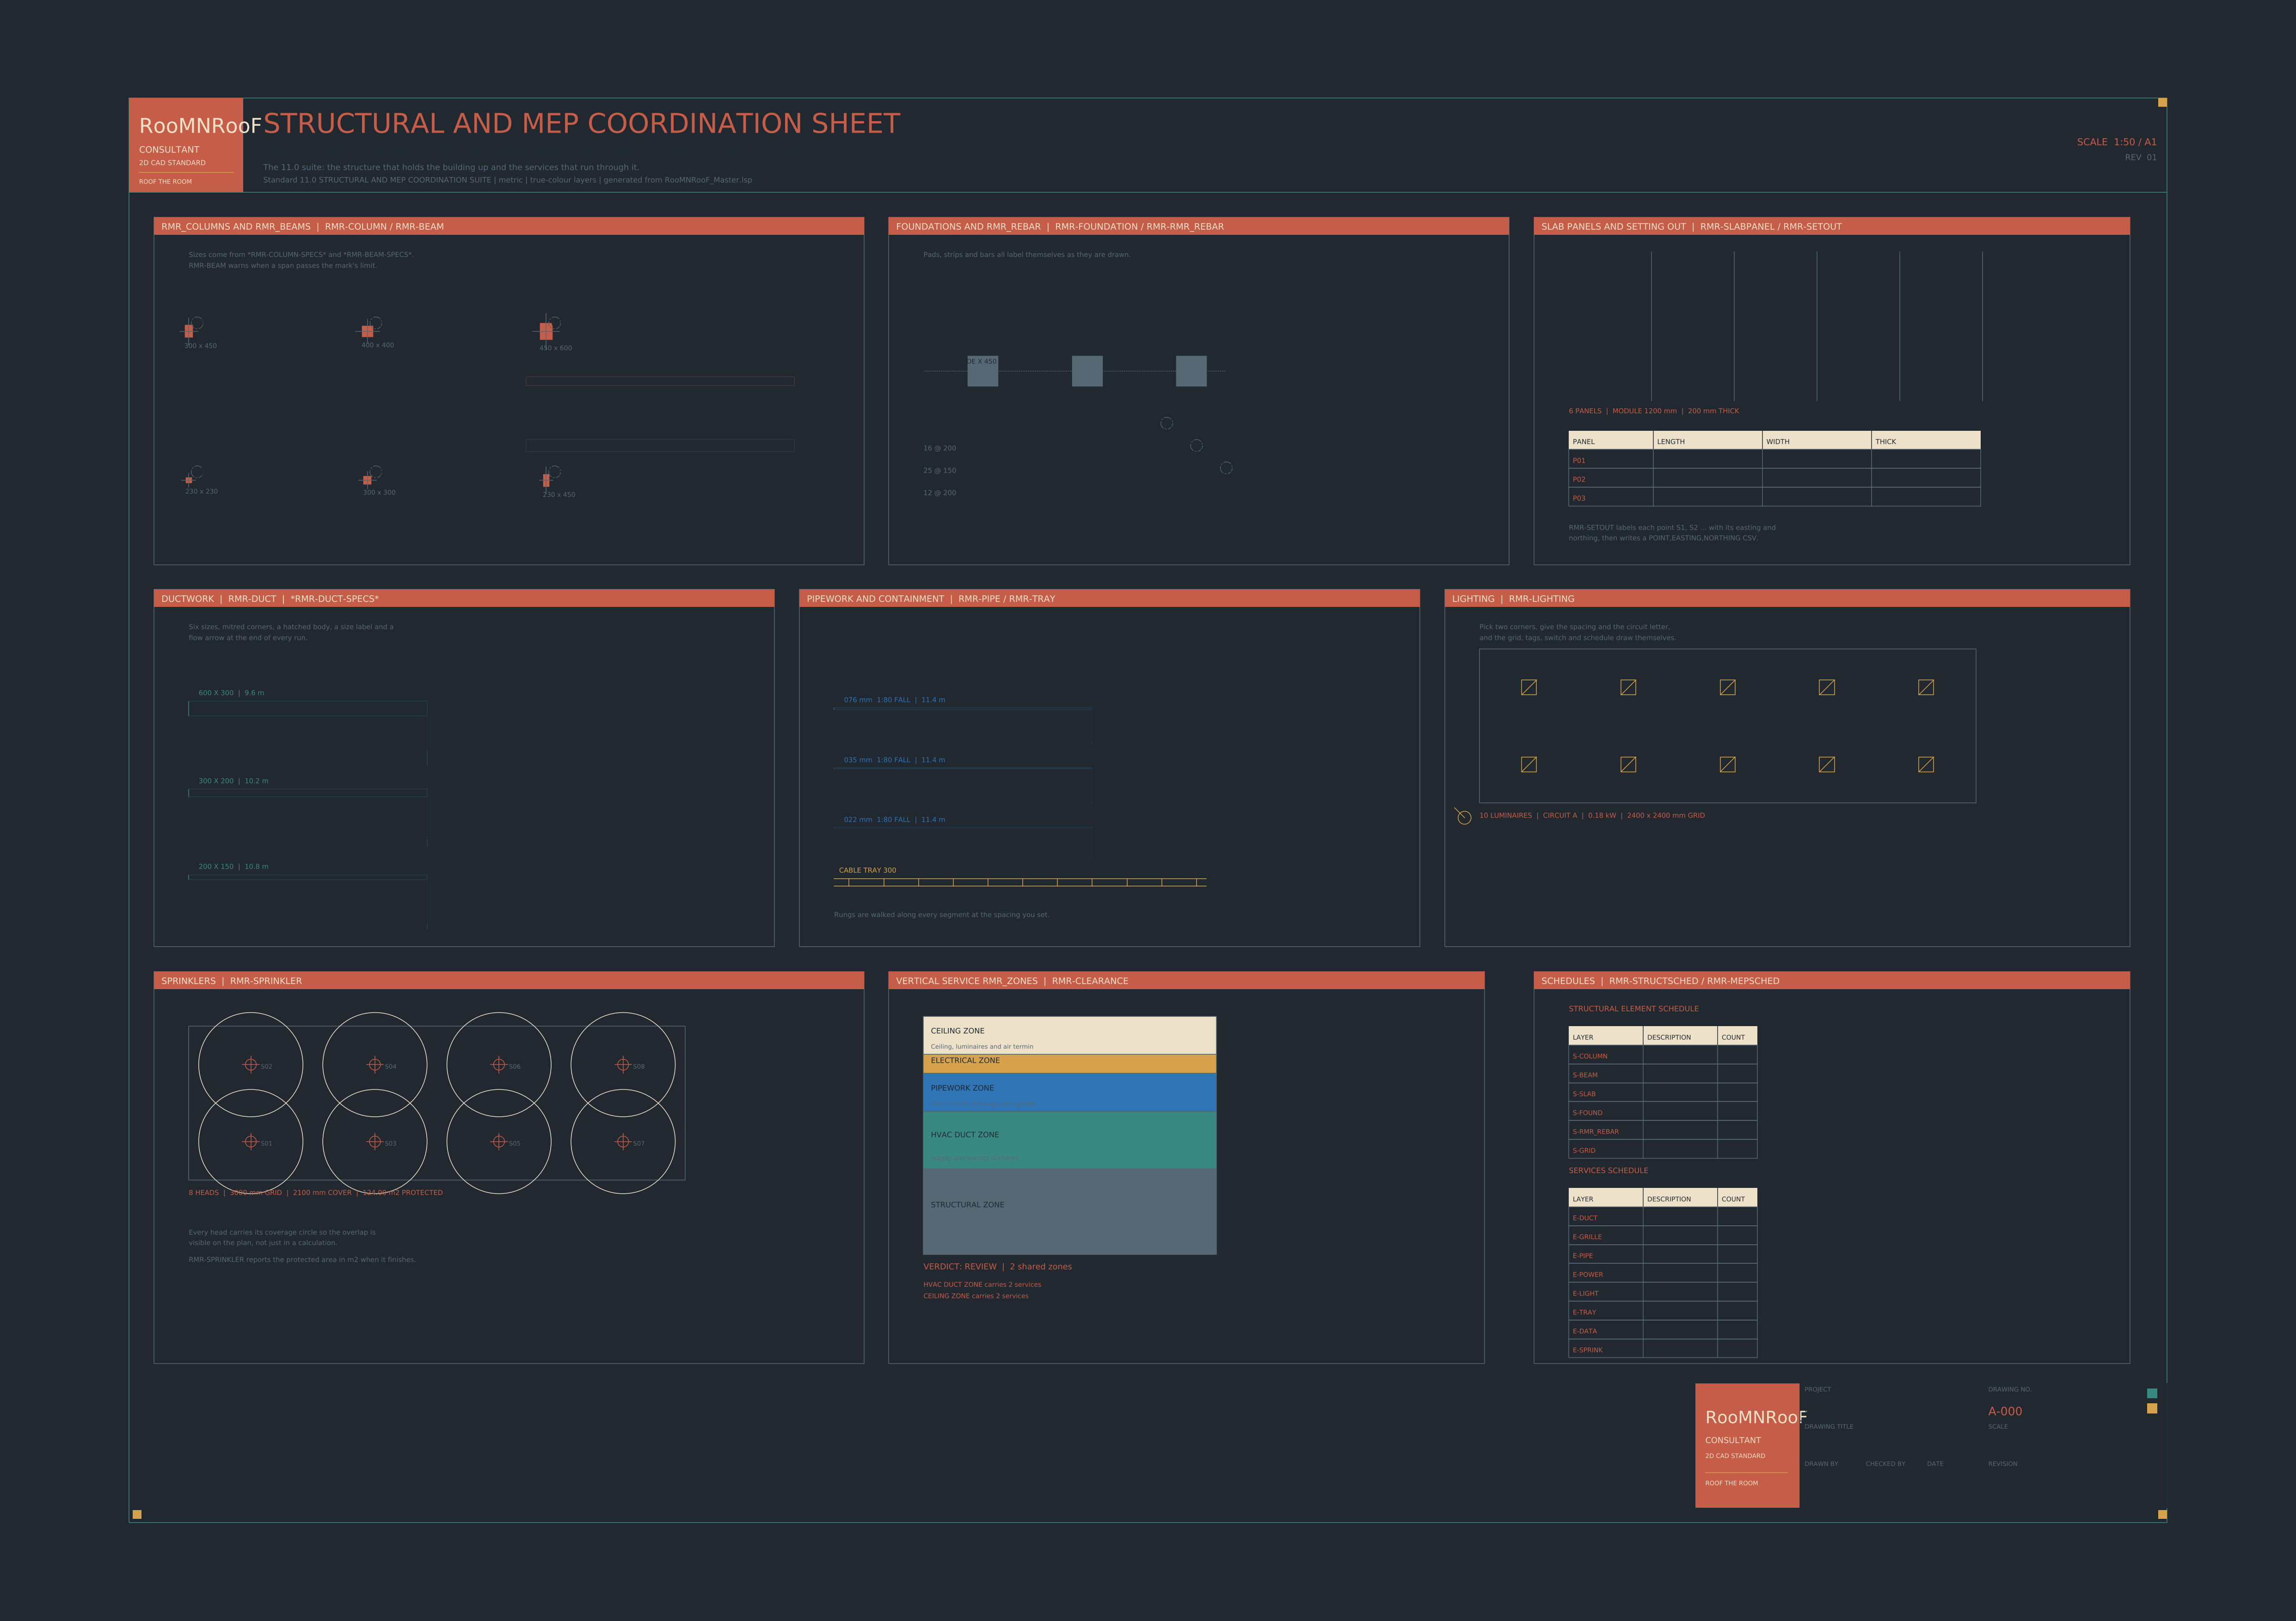 RooMNRooF
CONSULTANT
2D CAD STANDARD
ROOF THE ROOM
STRUCTURAL AND MEP COORDINATION SHEET
The 11.0 suite: the structure that holds the building up and the services that run through it.
Standard 11.0 STRUCTURAL AND MEP COORDINATION SUITE | metric | true-colour layers | generated from RooMNRooF_Master.lsp
SCALE 1:50 / A1
REV 01
RMR_COLUMNS AND RMR_BEAMS | RMR-COLUMN / RMR-BEAM
Sizes come from *RMR-COLUMN-SPECS* and *RMR-BEAM-SPECS*.
RMR-BEAM warns when a span passes the mark's limit.
300 x 450
400 x 400
450 x 600
230 x 230
300 x 300
230 x 450
FOUNDATIONS AND RMR_REBAR | RMR-FOUNDATION / RMR-RMR_REBAR
Pads, strips and bars all label themselves as they are drawn.
X 450
16 @ 200
25 @ 150
12 @ 200
SLAB PANELS AND SETTING OUT | RMR-SLABPANEL / RMR-SETOUT
6 PANELS | MODULE 1200 mm | 200 mm THICK
PANEL LENGTH WIDTH THICK
P01
P02
P03
RMR-SETOUT labels each point S1, S2 ... with its easting and
northing, then writes a POINT,EASTING,NORTHING CSV.
DUCTWORK | RMR-DUCT | *RMR-DUCT-SPECS*
Six sizes, mitred corners, a hatched body, a size label and a
flow arrow at the end of every run.
600 X 300 | 9.6 m
300 X 200 | 10.2 m
200 X 150 | 10.8 m
PIPEWORK AND CONTAINMENT | RMR-PIPE / RMR-TRAY
076 mm 1:80 FALL | 11.4 m
035 mm 1:80 FALL | 11.4 m
022 mm 1:80 FALL | 11.4 m
CABLE TRAY 300
Rungs are walked along every segment at the spacing you set.
LIGHTING | RMR-LIGHTING
Pick two corners, give the spacing and the circuit letter,
and the grid, tags, switch and schedule draw themselves.
10 LUMINAIRES | CIRCUIT A | 0.18 kW | 2400 x 2400 mm GRID
SPRINKLERS | RMR-SPRINKLER
S02 S04 S06 S08
S01 S03 S05 S07
8 HEADS | 3000 mm GRID | 2100 mm COVER | 124.00 m2 PROTECTED
Every head carries its coverage circle so the overlap is
visible on the plan, not just in a calculation.
RMR-SPRINKLER reports the protected area in m2 when it finishes.
VERTICAL SERVICE RMR_ZONES | RMR-CLEARANCE
CEILING ZONE
Ceiling, luminaires and air termin
ELECTRICAL ZONE
PIPEWORK ZONE
HVAC DUCT ZONE
STRUCTURAL ZONE
VERDICT: REVIEW | 2 shared zones
HVAC DUCT ZONE carries 2 services
CEILING ZONE carries 2 services
SCHEDULES | RMR-STRUCTSCHED / RMR-MEPSCHED
STRUCTURAL ELEMENT SCHEDULE
LAYER DESCRIPTION COUNT
S-COLUMN
S-BEAM
S-SLAB
S-FOUND
S-RMR_REBAR
S-GRID
SERVICES SCHEDULE
LAYER DESCRIPTION COUNT
E-DUCT
E-GRILLE
E-PIPE
E-POWER
E-LIGHT
E-TRAY
E-DATA
E-SPRINK
RooMNRooF
CONSULTANT
2D CAD STANDARD
ROOF THE ROOM
PROJECT
DRAWING TITLE
DRAWN BY CHECKED BY DATE
DRAWING NO.
A-000
SCALE
REVISION